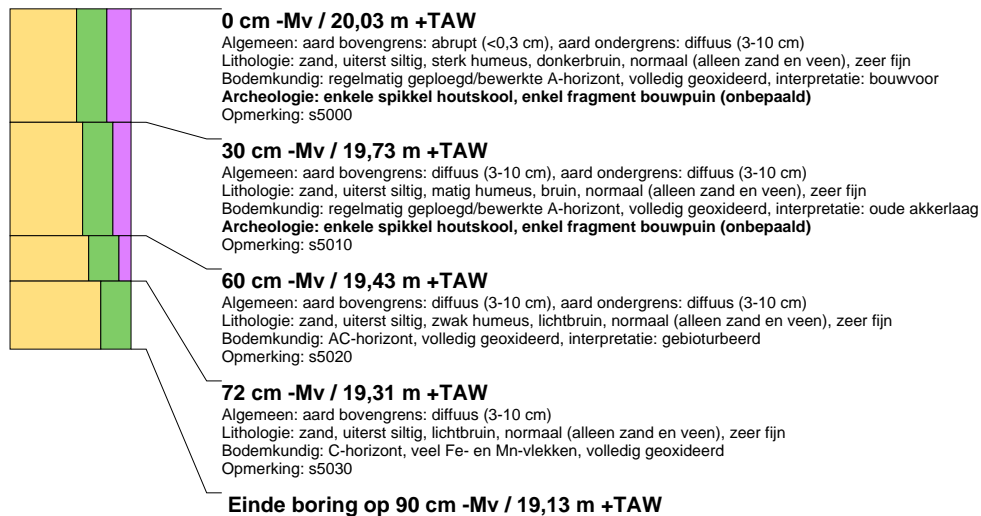 0 cm -Mv / 20,03 m +TAW
Algemeen: aard bovengrens: abrupt (<0,3 cm), aard ondergrens: diffuus (3-10 cm)
Lithologie: zand, uiterst siltig, sterk humeus, donkerbruin, normaal (alleen zand en veen), zeer fijn
Bodemkundig: regelmatig geploegd/bewerkte A-horizont, volledig geoxideerd, interpretatie: bouwvoor
Archeologie: enkele spikkel houtskool, enkel fragment bouwpuin (onbepaald)
Opmerking: s5000
30 cm -Mv / 19,73 m +TAW
Algemeen: aard bovengrens: diffuus (3-10 cm), aard ondergrens: diffuus (3-10 cm)
Lithologie: zand, uiterst siltig, matig humeus, bruin, normaal (alleen zand en veen), zeer fijn
Bodemkundig: regelmatig geploegd/bewerkte A-horizont, volledig geoxideerd, interpretatie: oude akkerlaag
Archeologie: enkele spikkel houtskool, enkel fragment bouwpuin (onbepaald)
Opmerking: s5010
60 cm -Mv / 19,43 m +TAW
Algemeen: aard bovengrens: diffuus (3-10 cm), aard ondergrens: diffuus (3-10 cm)
Lithologie: zand, uiterst siltig, zwak humeus, lichtbruin, normaal (alleen zand en veen), zeer fijn
Bodemkundig: AC-horizont, volledig geoxideerd, interpretatie: gebioturbeerd
Opmerking: s5020
72 cm -Mv / 19,31 m +TAW
Algemeen: aard bovengrens: diffuus (3-10 cm)
Lithologie: zand, uiterst siltig, lichtbruin, normaal (alleen zand en veen), zeer fijn
Bodemkundig: C-horizont, veel Fe- en Mn-vlekken, volledig geoxideerd
Opmerking: s5030
Einde boring op 90 cm -Mv / 19,13 m +TAW